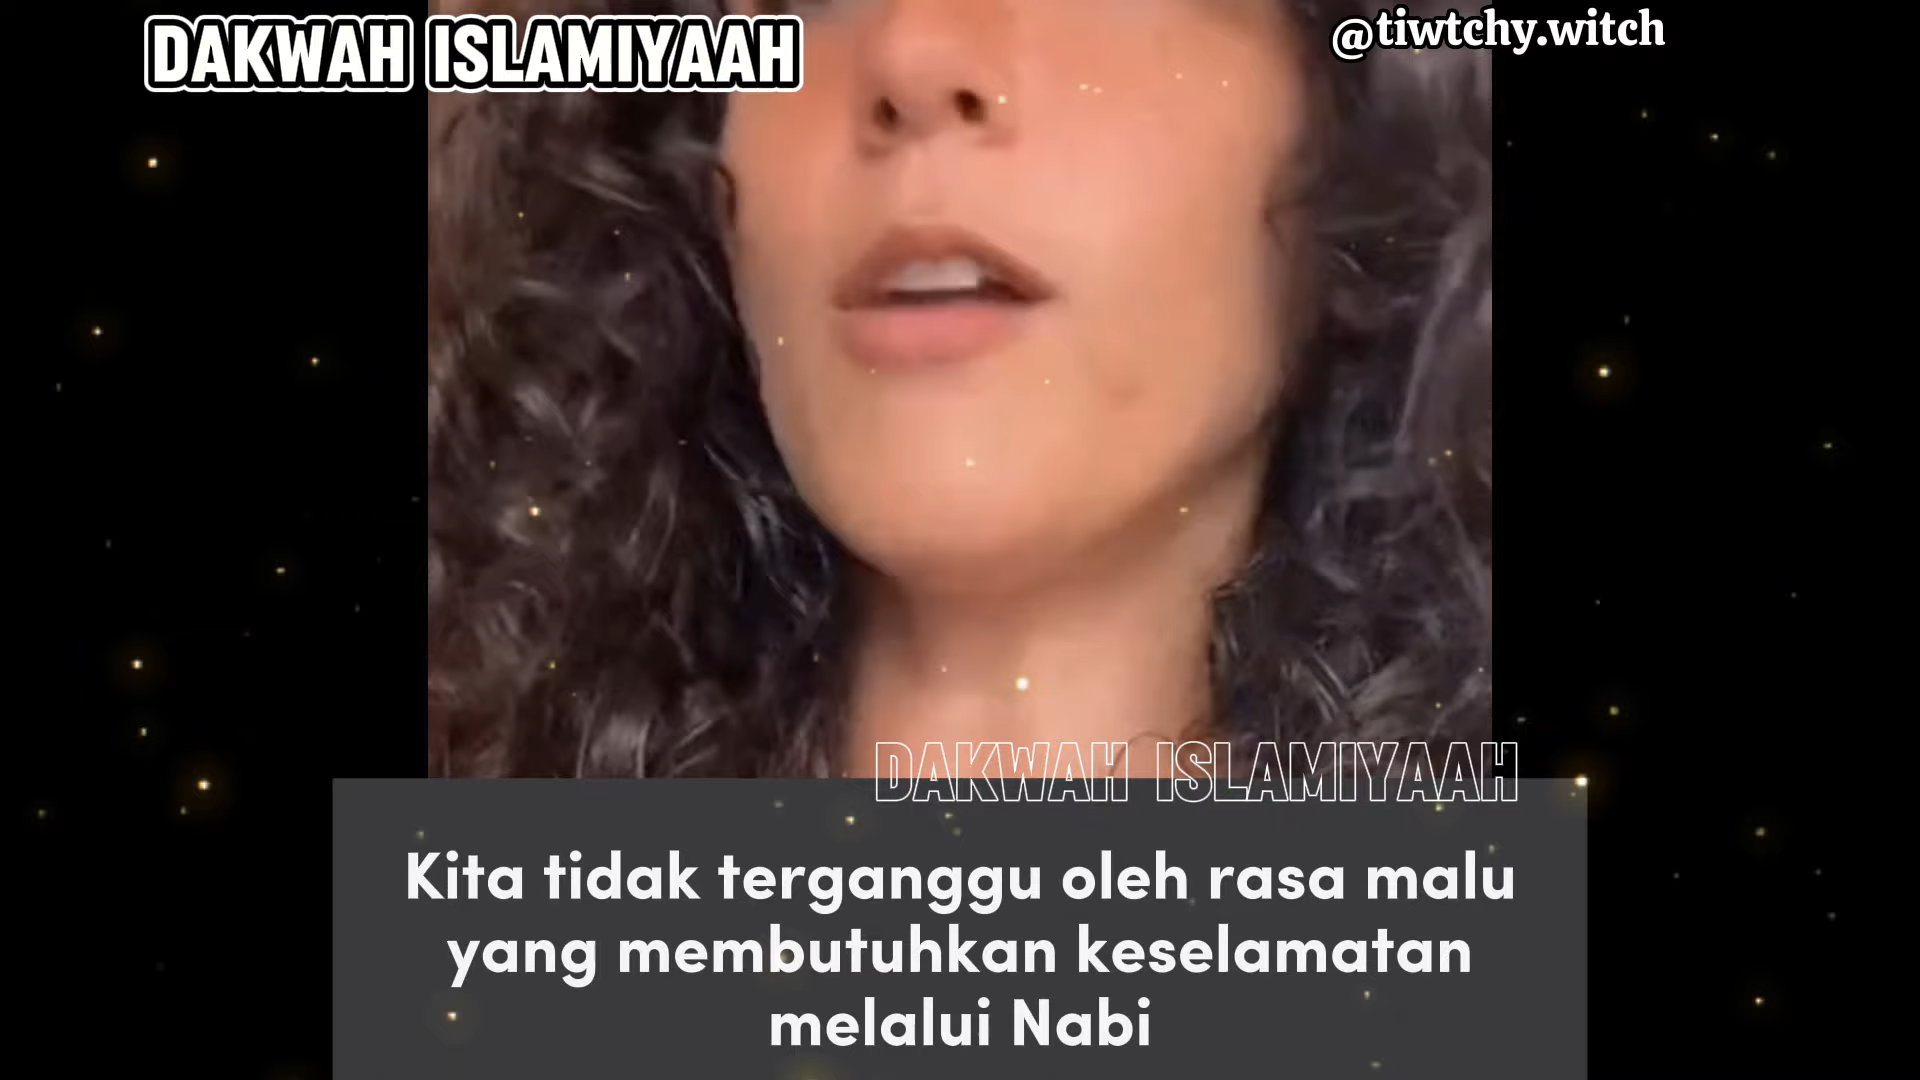 DAKWAH ISLAMIYAAH
@tiwtchy.witch
DAKWAH ISLAMIYAAH
Kita tidak terganggu oleh rasa malu
yang membutuhkan keselamatan
melalui Nabi